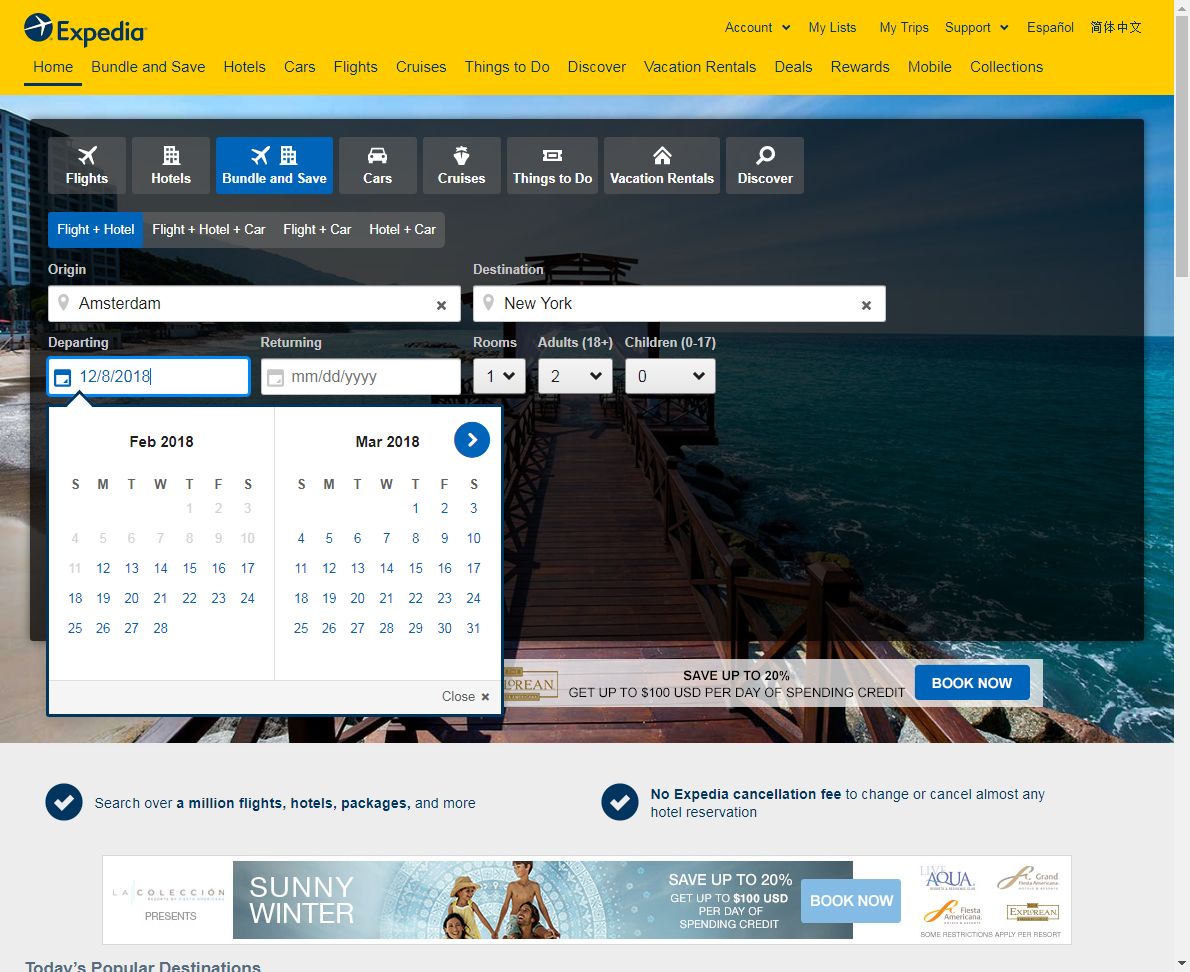 Expedia
Account My Lists My Trips Support Español 简体中文
Home Bundle and Save Hotels Cars Flights Cruises Things to Do Discover Vacation Rentals Deals Rewards Mobile Collections
Flights Hotels Bundle and Save Cars Cruises Things to Do Vacation Rentals Discover
Flight + Hotel Flight + Hotel + Car Flight + Car Hotel + Car
Origin Destination
Amsterdam New York
Departing Returning Rooms Adults (18+) Children (0-17)
12/8/2018 mm/dd/yyyy 1 2 0
Feb 2018 Mar 2018
S M T W T F S S M T W T F S
1 2 3 1 2 3
4 5 6 7 8 9 10 4 5 6 7 8 9 10
11 12 13 14 15 16 17 11 12 13 14 15 16 17
18 19 20 21 22 23 24 18 19 20 21 22 23 24
25 26 27 28 25 26 27 28 29 30 31
Close
SAVE UP TO 20%
GET UP TO $100 USD PER DAY OF SPENDING CREDIT
BOOK NOW
Search over a million flights, hotels, packages, and more
No Expedia cancellation fee to change or cancel almost any
hotel reservation
LA COLECCIÓN
PRESENTS
SUNNY
WINTER
SAVE UP TO 20%
GET UP TO $100 USD
PER DAY OF
SPENDING CREDIT
BOOK NOW
LIVE AQUA
Grand
Fiesta Americana
Fiesta
Americana
EXPLOREAN
SOME RESTRICTIONS APPLY PER RESORT
Today's Popular Destinations